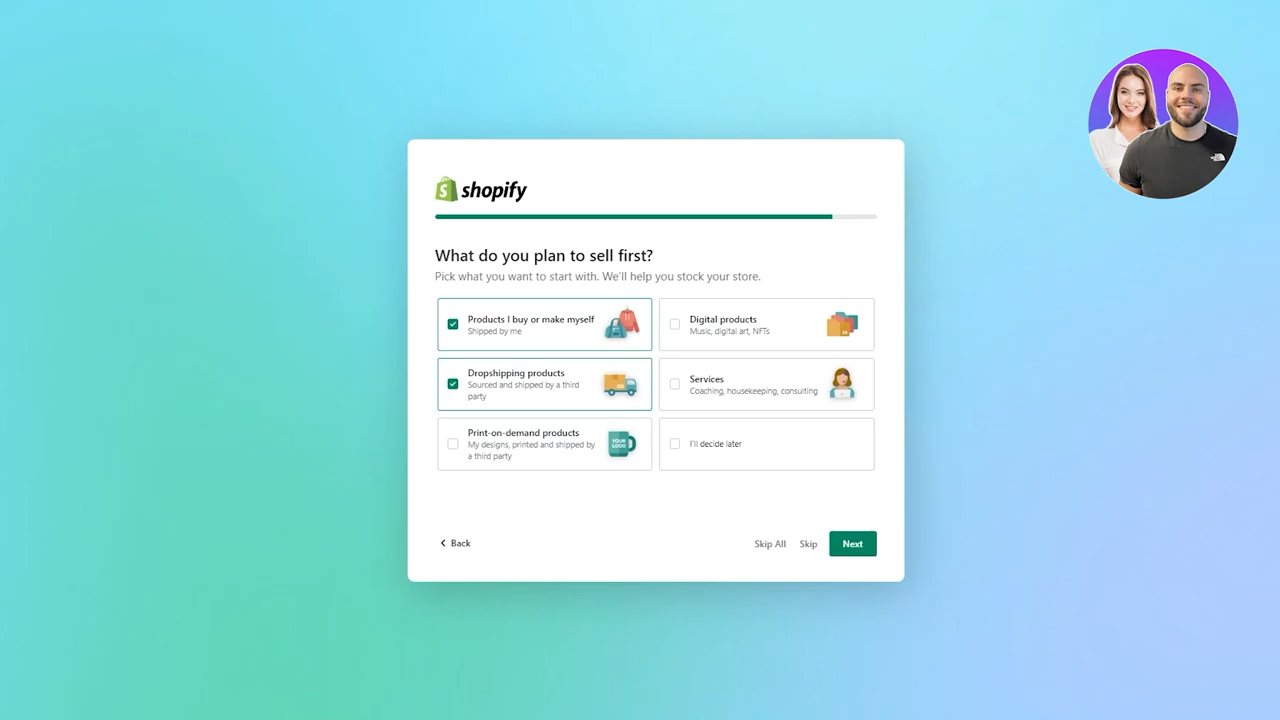 shopify
What do you plan to sell first?
Pick what you want to start with. We'll help you stock your store.
Products I buy or make myself
Shipped by me
Digital products
Music, digital art, NFTs
Dropshipping products
Sourced and shipped by a third
party
Services
Coaching, housekeeping, consulting
Print-on-demand products
My designs, printed and shipped by
a third party
YOUR
LOGO
I'll decide later
Back
Skip All
Skip
Next